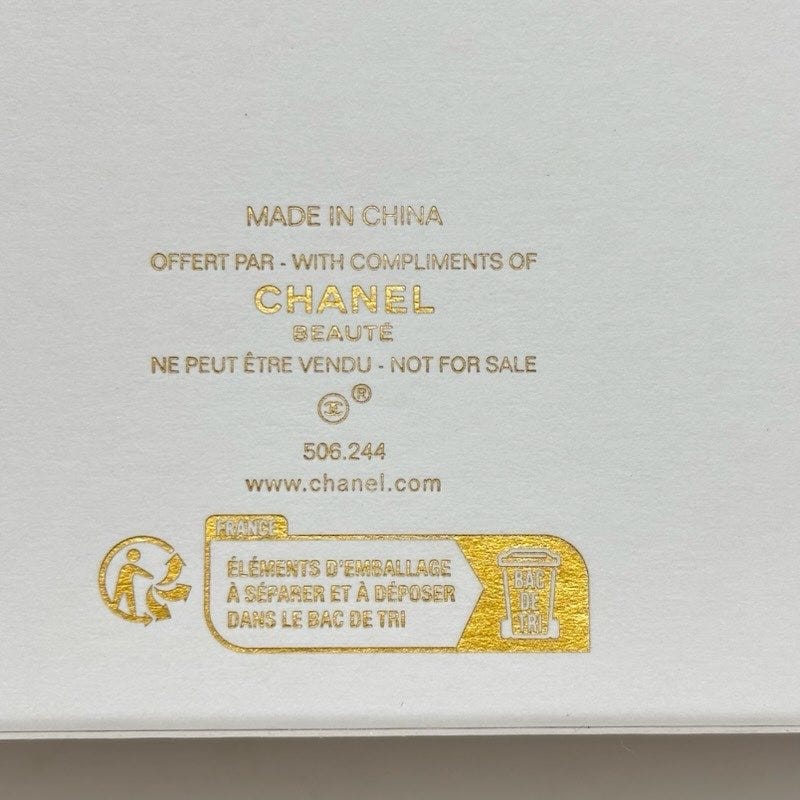 MADE IN CHINA
OFFERT PAR - WITH COMPLIMENTS OF
CHANEL
BEAUTÉ
NE PEUT ÊTRE VENDU - NOT FOR SALE
®
506.244
www.chanel.com
FRANCE
ÉLÉMENTS D'EMBALLAGE
À SÉPARER ET À DÉPOSER
DANS LE BAC DE TRI
BAC
DE
TRI